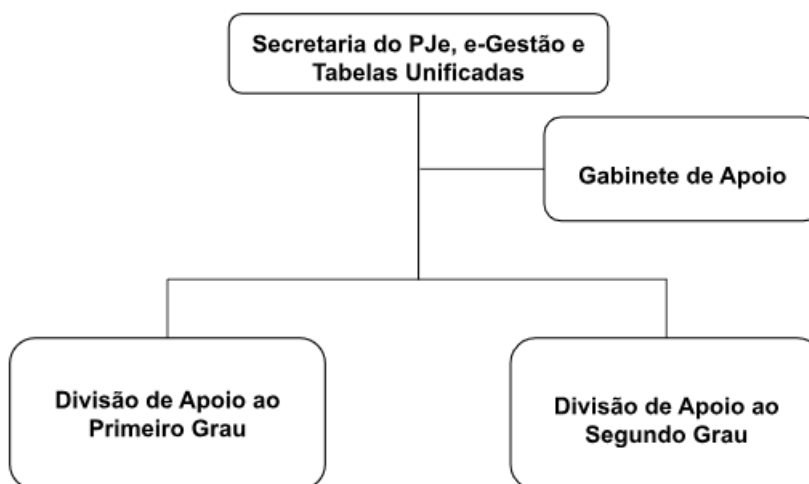 Secretaria do PJe, e-Gestão e
Tabelas Unificadas
Gabinete de Apoio
Divisão de Apoio ao
Primeiro Grau
Divisão de Apoio ao
Segundo Grau